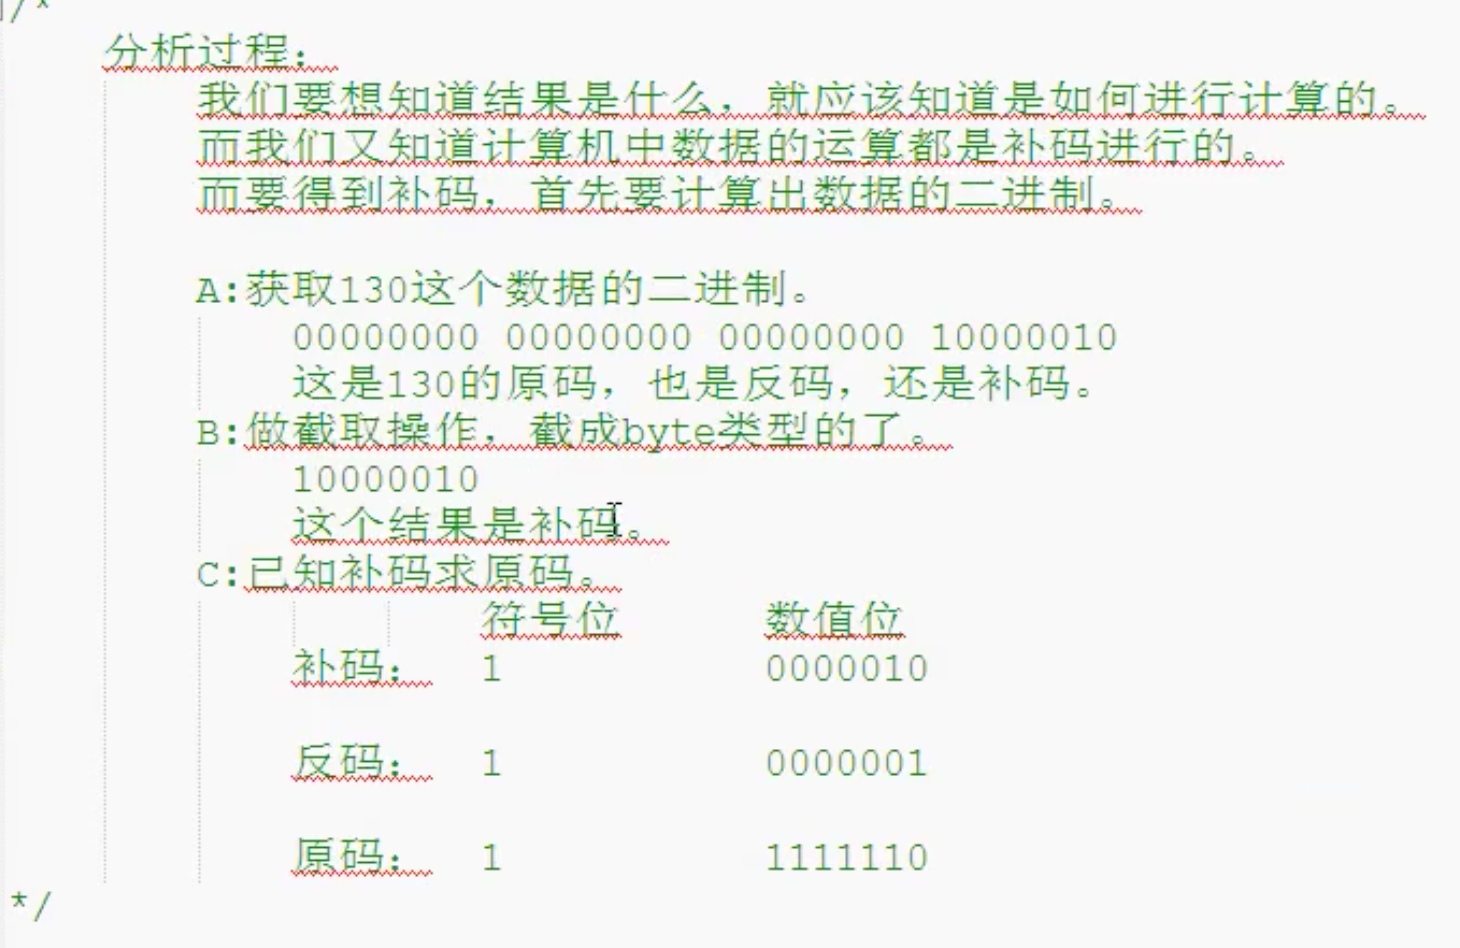 /*
分析过程：
我们要想知道结果是什么，就应该知道是如何进行计算的。
而我们又知道计算机中数据的运算都是补码进行的。
而要得到补码，首先要计算出数据的二进制。
A:获取130这个数据的二进制。
00000000 00000000 00000000 10000010
这是130的原码，也是反码，还是补码。
B:做截取操作，截成byte类型的了。
10000010
这个结果是补码。
C:已知补码求原码。
符号位 数值位
补码： 1 0000010
反码： 1 0000001
原码： 1 1111110
*/